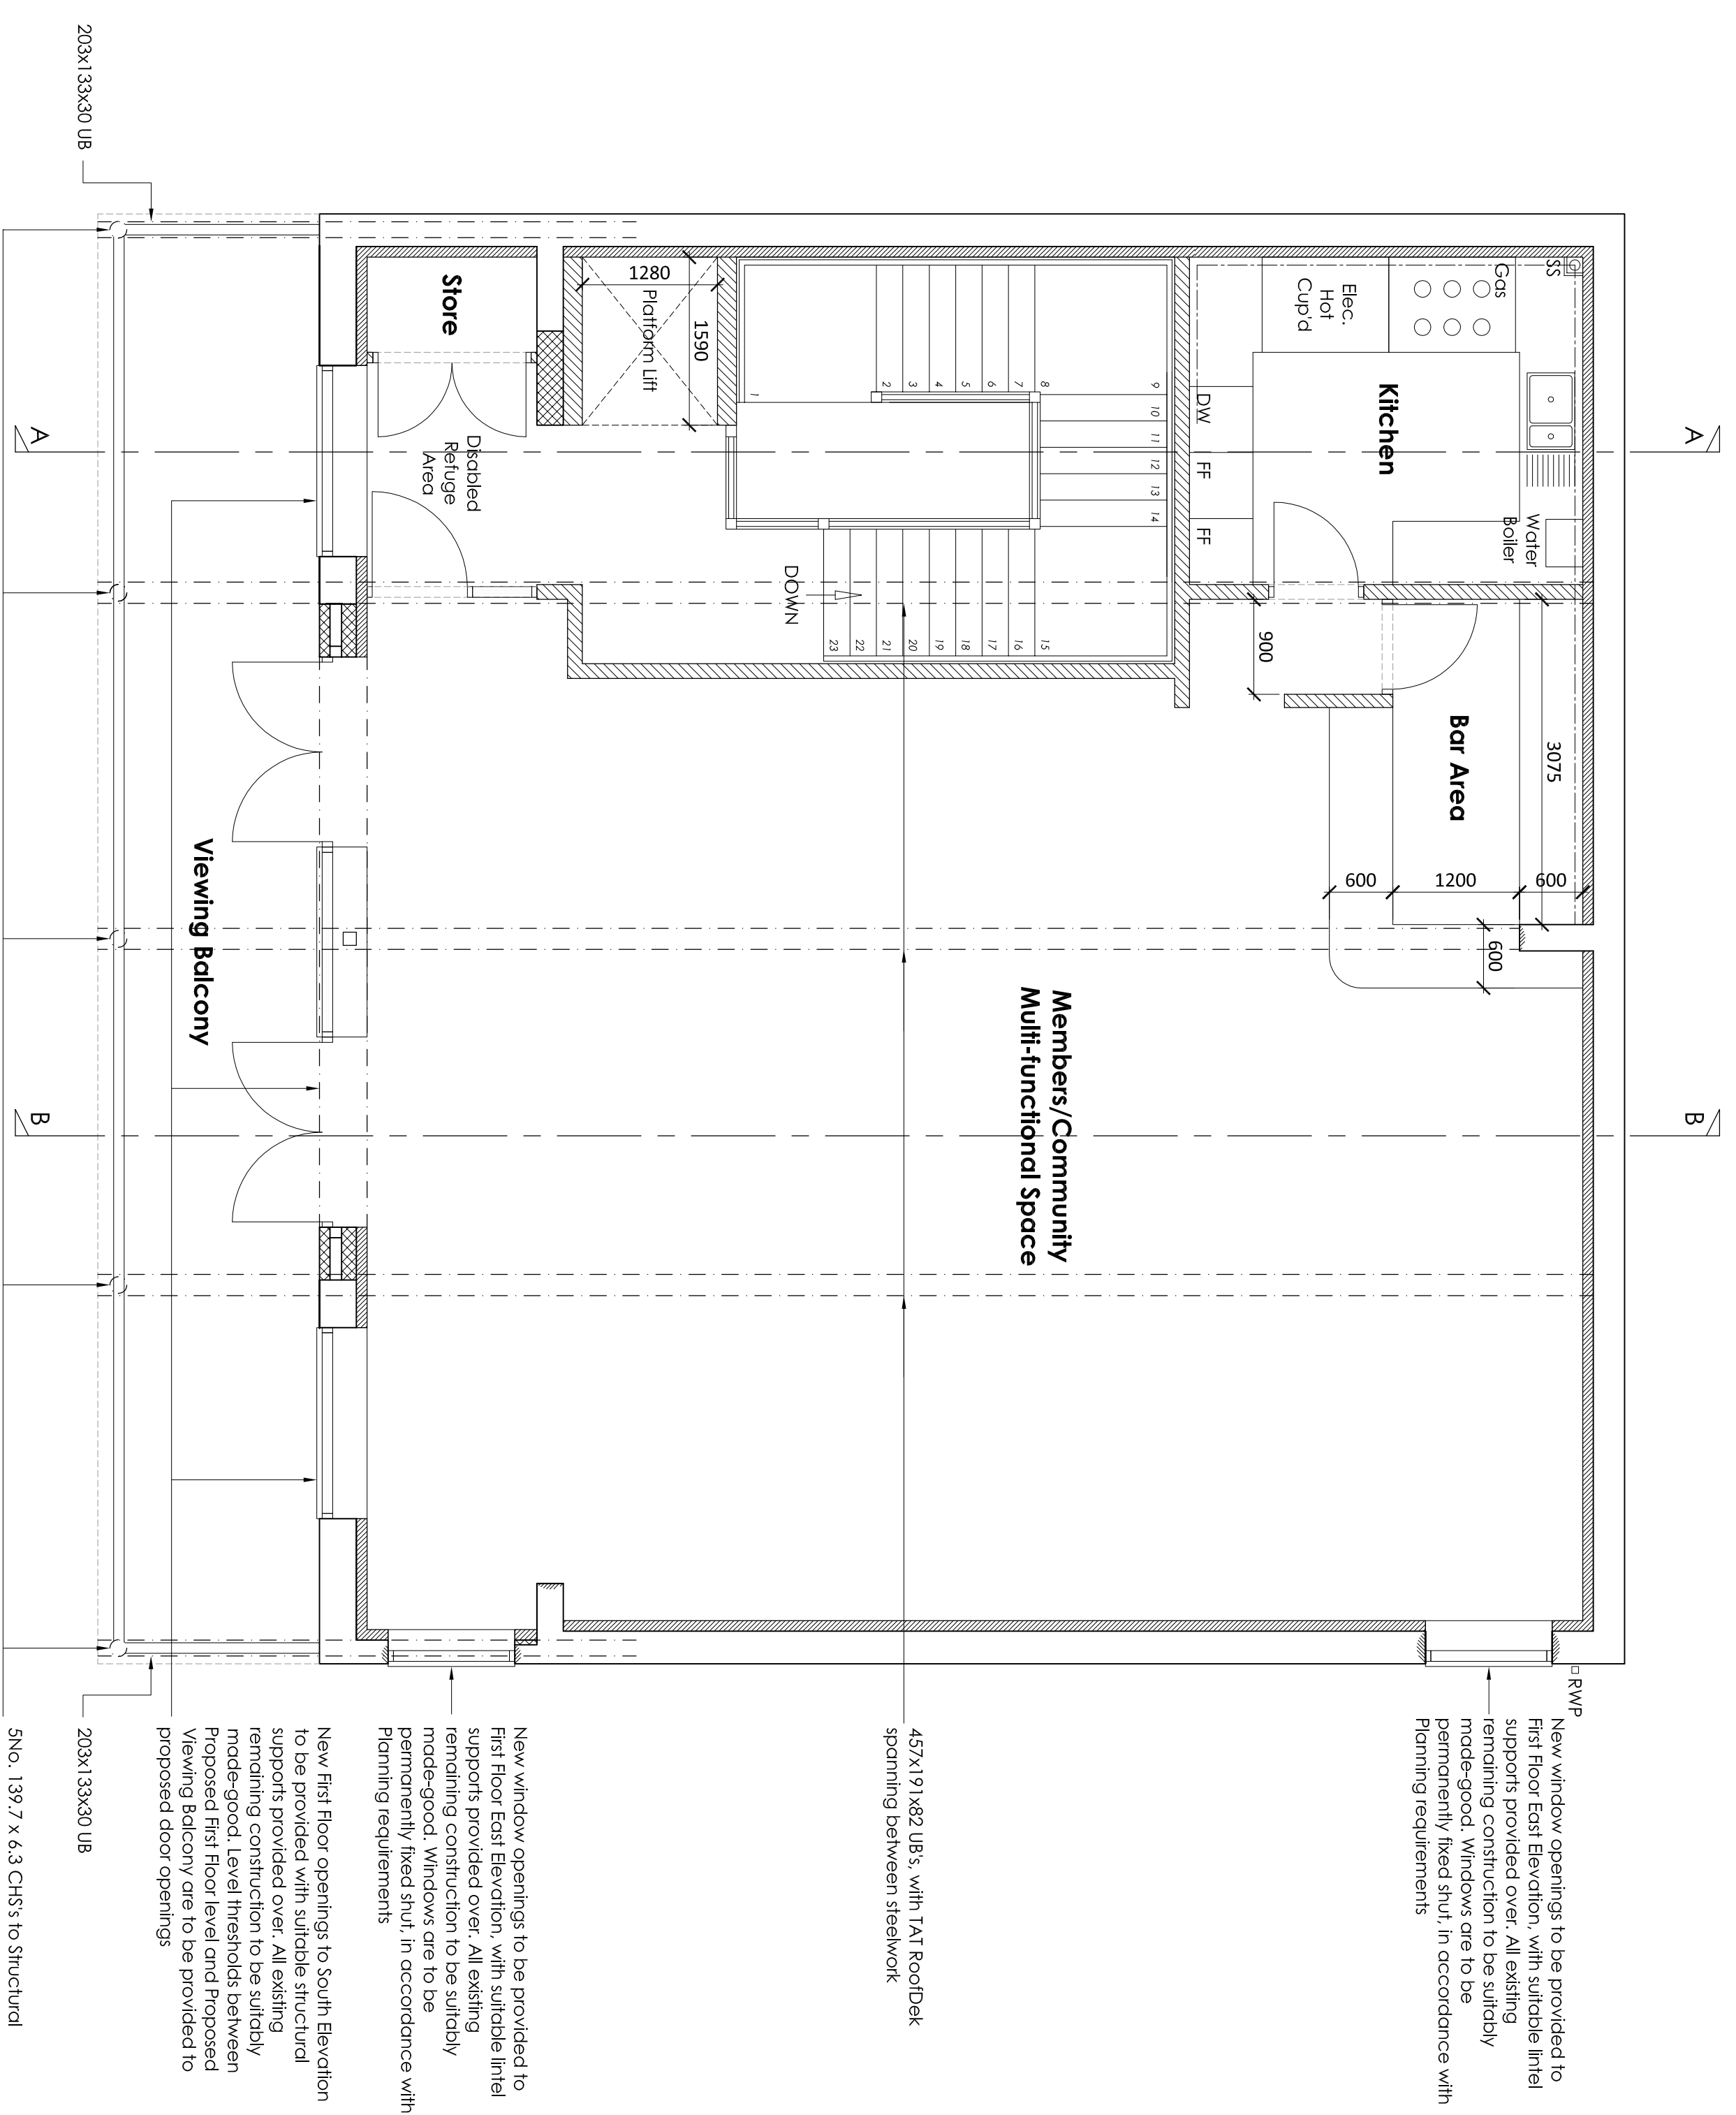 A
B
SS
Gas
Elec.
Hot
Cup'd
Kitchen
DW
FF
FF
Water
Boiler
Bar Area
3075
600
1200
600
600
900
RWP
New window openings to be provided to
First Floor East Elevation, with suitable lintel
supports provided over. All existing
remaining construction to be suitably
made-good. Windows are to be
permanently fixed shut, in accordance with
Planning requirements
1
2
3
4
5
6
7
8
9
10
11
12
13
14
15
16
17
18
19
20
21
22
23
DOWN
Members/Community
Multi-functional Space
457x191x82 UB's, with TAT RoofDek
spanning between steelwork
1280
1590
Platform Lift
Store
Disabled
Refuge
Area
New window openings to be provided to
First Floor East Elevation, with suitable lintel
supports provided over. All existing
remaining construction to be suitably
made-good. Windows are to be
permanently fixed shut, in accordance with
Planning requirements
New First Floor openings to South Elevation
to be provided with suitable structural
supports provided over. All existing
remaining construction to be suitably
made-good. Level thresholds between
Proposed First Floor level and Proposed
Viewing Balcony are to be provided to
proposed door openings
Viewing Balcony
203x133x30 UB
203x133x30 UB
A
B
5No. 139.7 x 6.3 CHS's to Structural